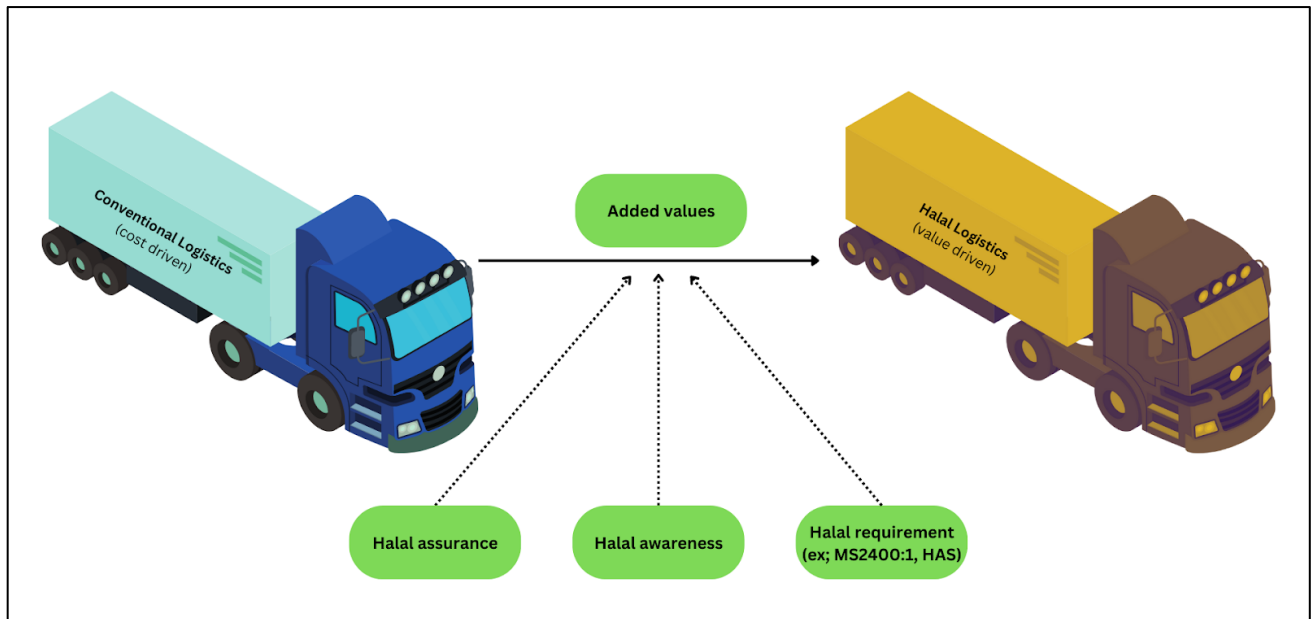 Conventional Logistics
(cost driven)
Added values
Halal Logistics
(value driven)
Halal assurance
Halal awareness
Halal requirement
(ex; MS2400:1, HAS)